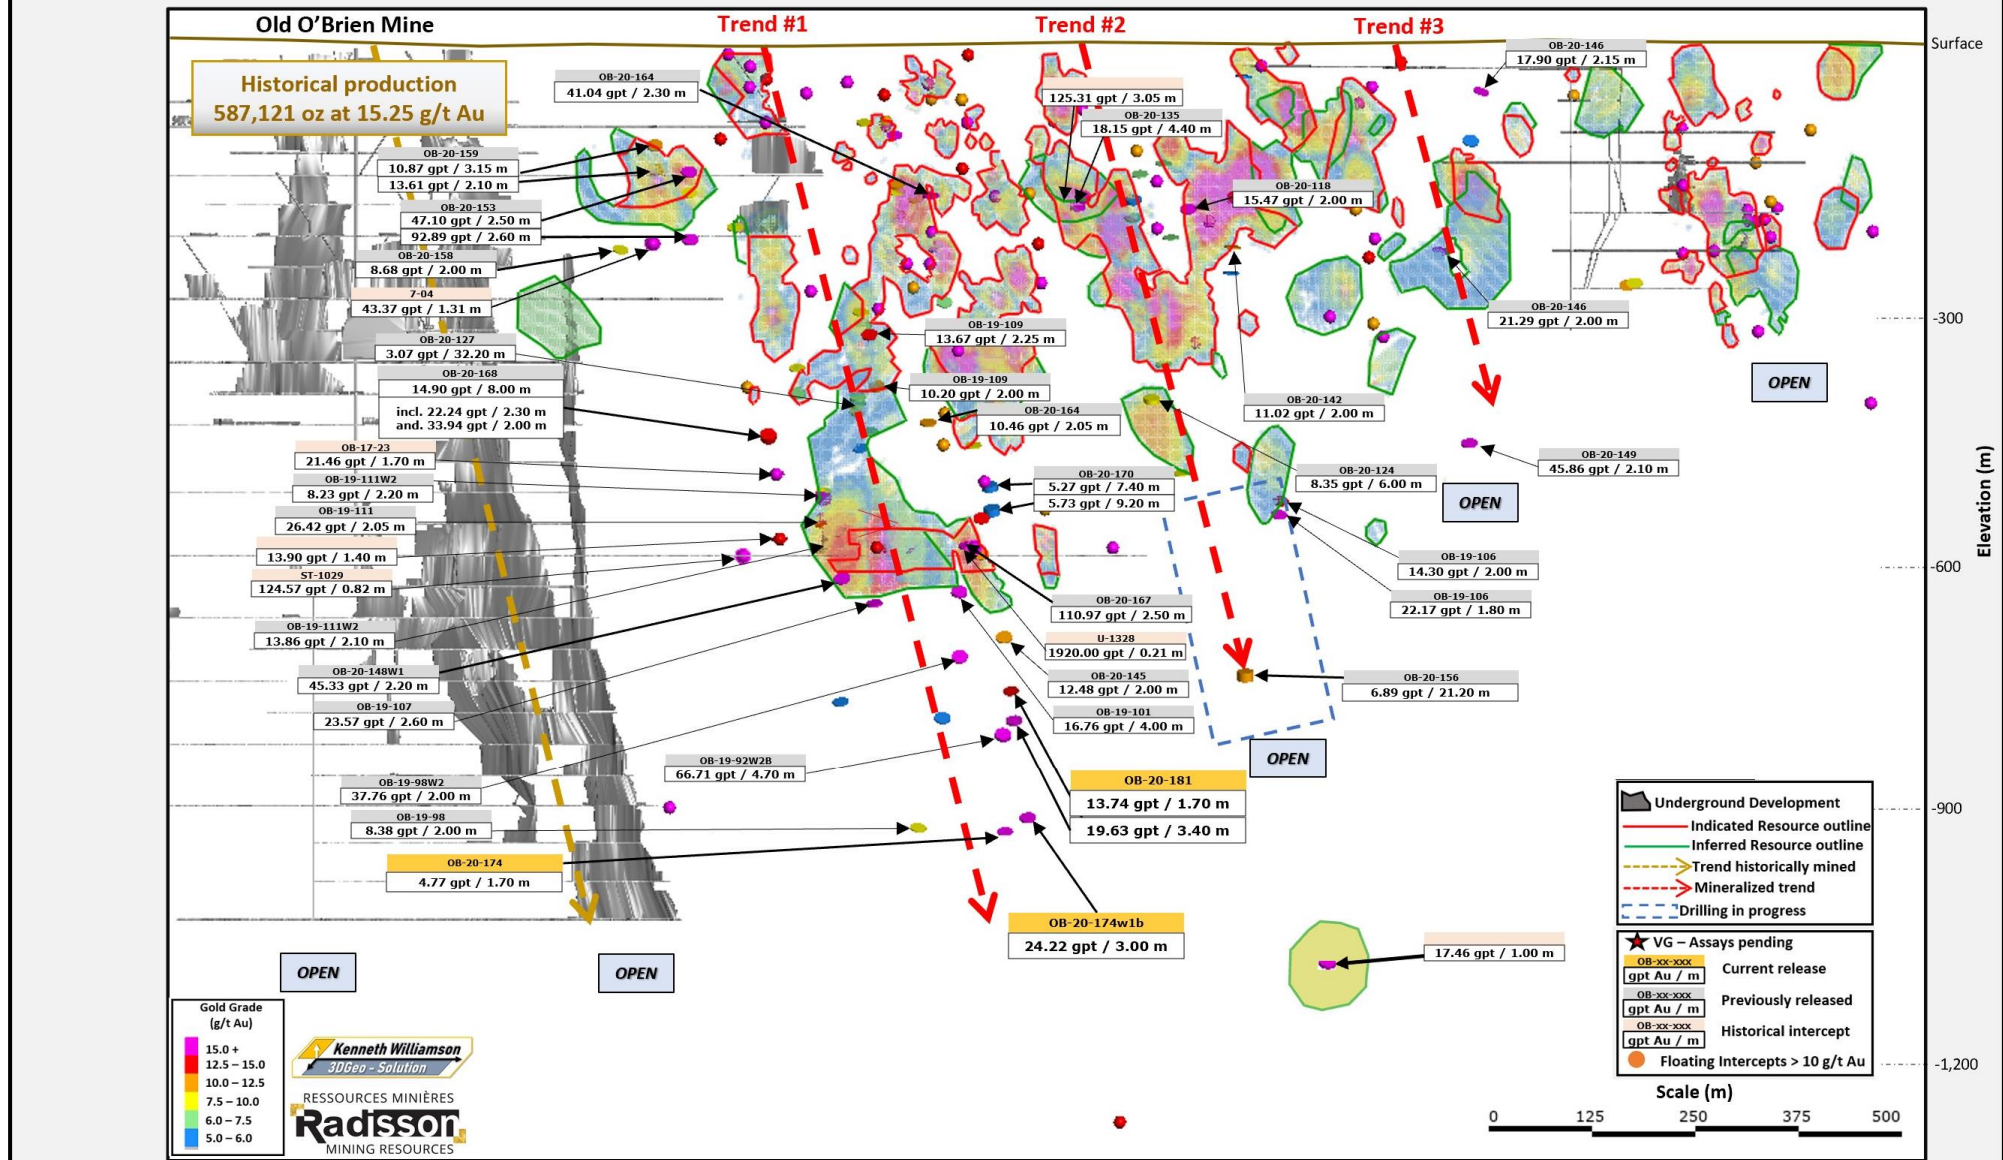 Old O'Brien Mine
Trend #1
Trend #2
Trend #3
Surface
Historical production
587,121 oz at 15.25 g/t Au
OB-20-164
41.04 gpt / 2.30 m
125.31 gpt / 3.05 m
OB-20-135
18.15 gpt / 4.40 m
OB-20-146
17.90 gpt / 2.15 m
OB-20-159
10.87 gpt / 3.15 m
13.61 gpt / 2.10 m
OB-20-153
47.10 gpt / 2.50 m
92.89 gpt / 2.60 m
OB-20-158
8.68 gpt / 2.00 m
7-04
43.37 gpt / 1.31 m
OB-20-127
3.07 gpt / 32.20 m
OB-20-168
14.90 gpt / 8.00 m
incl. 22.24 gpt / 2.30 m
and. 33.94 gpt / 2.00 m
OB-17-23
21.46 gpt / 1.70 m
OB-19-111W2
8.23 gpt / 2.20 m
OB-19-111
26.42 gpt / 2.05 m
13.90 gpt / 1.40 m
ST-1029
124.57 gpt / 0.82 m
OB-19-111W2
13.86 gpt / 2.10 m
OB-20-148W1
45.33 gpt / 2.20 m
OB-19-107
23.57 gpt / 2.60 m
OB-19-98W2
37.76 gpt / 2.00 m
OB-19-98
8.38 gpt / 2.00 m
OB-20-174
4.77 gpt / 1.70 m
OB-20-118
15.47 gpt / 2.00 m
OB-19-109
13.67 gpt / 2.25 m
OB-19-109
10.20 gpt / 2.00 m
OB-20-164
10.46 gpt / 2.05 m
OB-20-170
5.27 gpt / 7.40 m
5.73 gpt / 9.20 m
OB-20-167
110.97 gpt / 2.50 m
U-1328
1920.00 gpt / 0.21 m
OB-20-145
12.48 gpt / 2.00 m
OB-19-101
16.76 gpt / 4.00 m
OB-19-92W2B
66.71 gpt / 4.70 m
OB-20-181
13.74 gpt / 1.70 m
19.63 gpt / 3.40 m
OB-20-174w1b
24.22 gpt / 3.00 m
OB-20-146
21.29 gpt / 2.00 m
OB-20-142
11.02 gpt / 2.00 m
OB-20-124
8.35 gpt / 6.00 m
OB-20-149
45.86 gpt / 2.10 m
OB-19-106
14.30 gpt / 2.00 m
OB-19-106
22.17 gpt / 1.80 m
OB-20-156
6.89 gpt / 21.20 m
17.46 gpt / 1.00 m
OPEN
OPEN
OPEN
OPEN
OPEN
-300
-600
-900
-1,200
Elevation (m)
Underground Development
Indicated Resource outline
Inferred Resource outline
Trend historically mined
Mineralized trend
Drilling in progress
VG – Assays pending
OB-xx-xxx
gpt Au / m
Current release
OB-xx-xxx
gpt Au / m
Previously released
OB-xx-xxx
gpt Au / m
Historical intercept
Floating Intercepts > 10 g/t Au
Scale (m)
0 125 250 375 500
Gold Grade
(g/t Au)
15.0 +
12.5 – 15.0
10.0 – 12.5
7.5 – 10.0
6.0 – 7.5
5.0 – 6.0
Kenneth Williamson
3DGeo - Solution
RESSOURCES MINIÈRES
Radisson
MINING RESOURCES